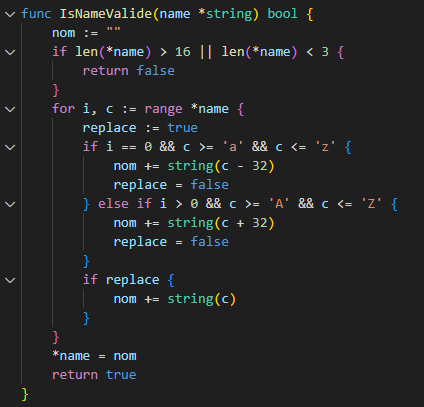 func IsNameValide(name *string) bool {
    nom := ""
    if len(*name) > 16 || len(*name) < 3 {
        return false
    }
    for i, c := range *name {
        replace := true
        if i == 0 && c >= 'a' && c <= 'z' {
            nom += string(c - 32)
            replace = false
        } else if i > 0 && c >= 'A' && c <= 'Z' {
            nom += string(c + 32)
            replace = false
        }
        if replace {
            nom += string(c)
        }
    }
    *name = nom
    return true
}